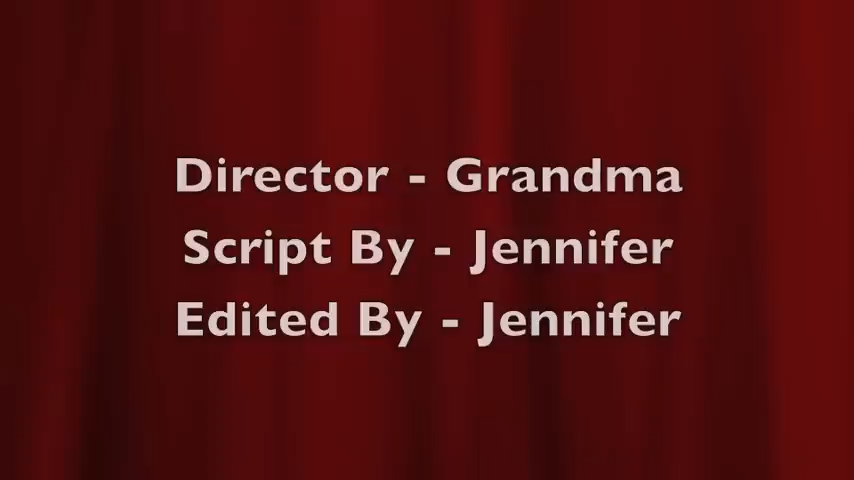 Director - Grandma
Script By - Jennifer
Edited By - Jennifer